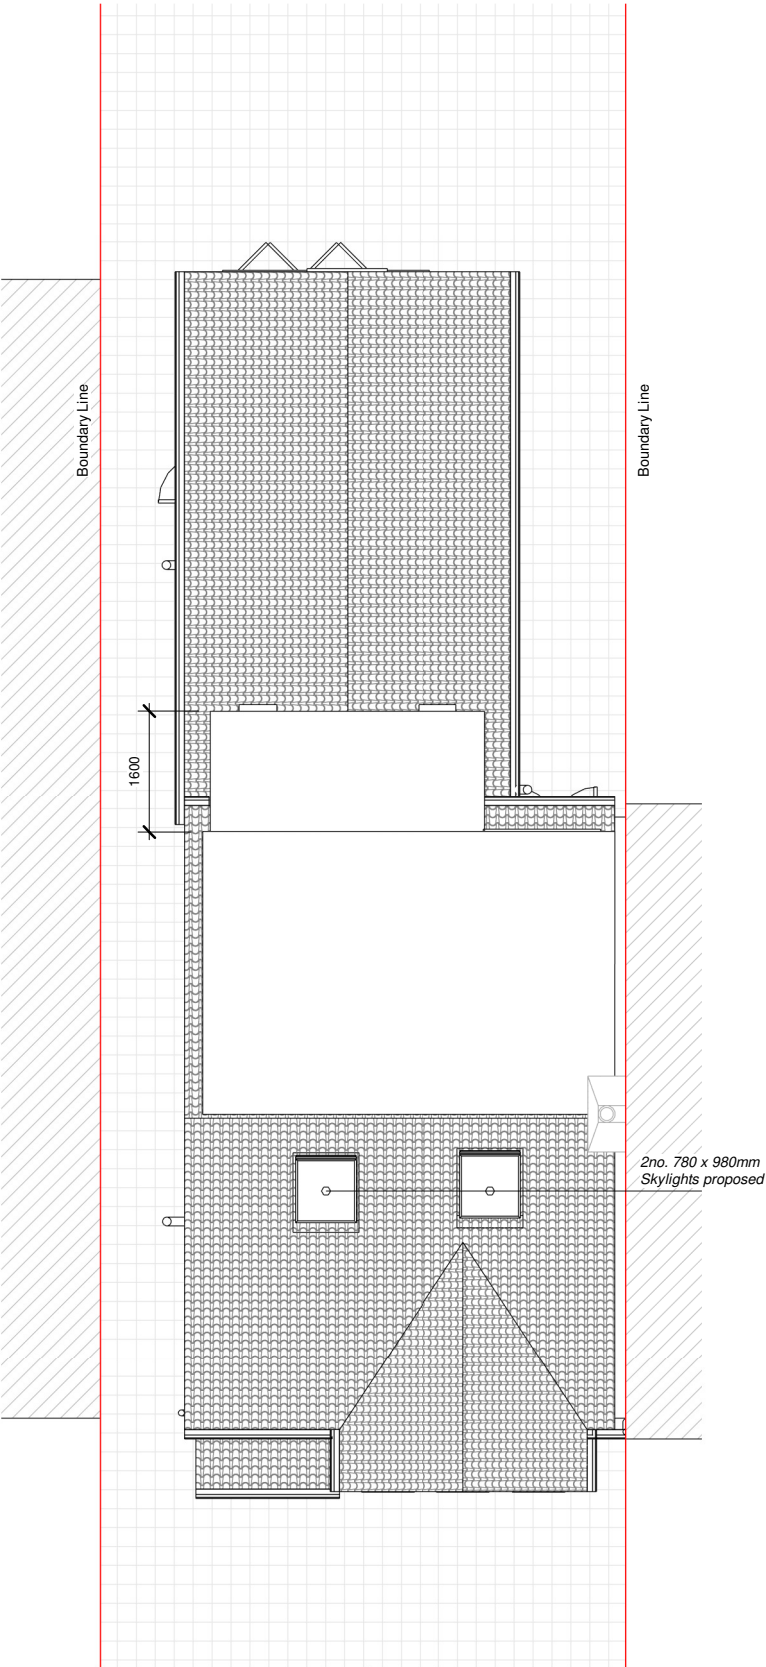 Boundary Line
Boundary Line
1600
2no. 780 x 980mm
Skylights proposed